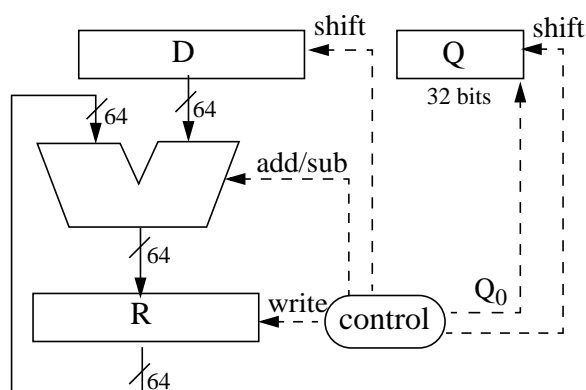 shift
shift
D
Q
32 bits
64
64
add/sub
64
R
write
control
Q0
64